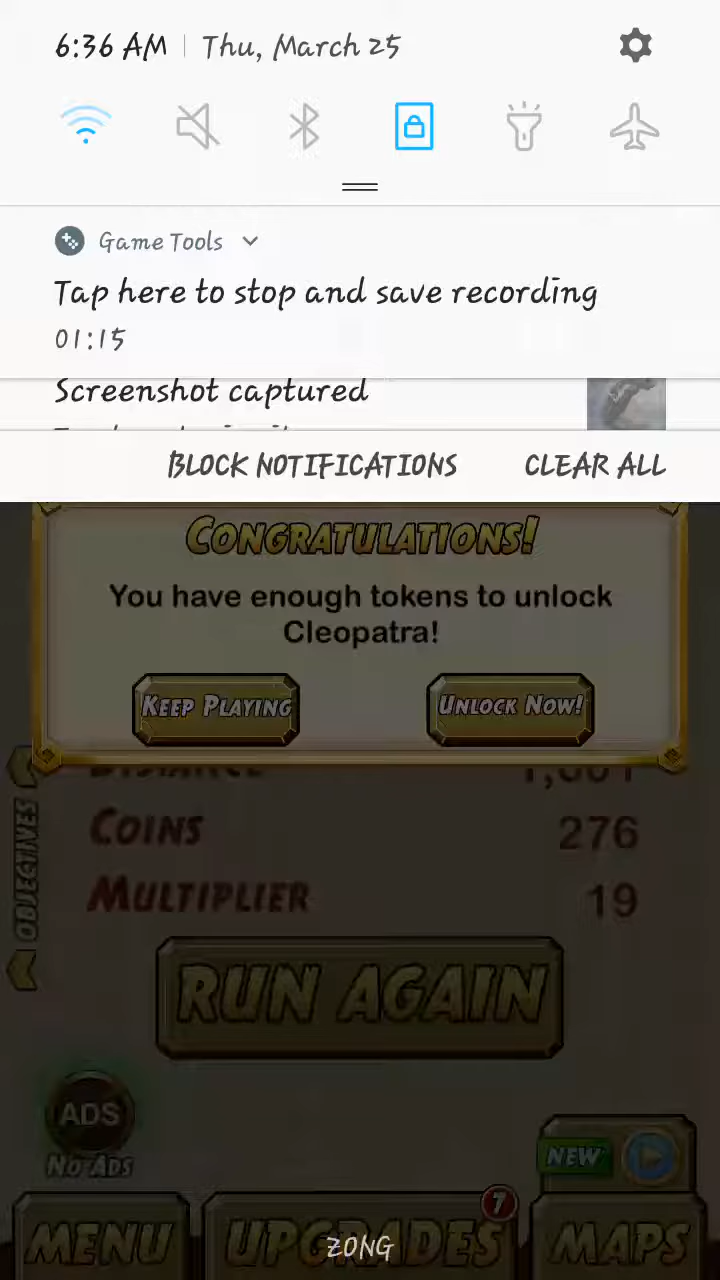 6:36 AM | Thu, March 25
Game Tools
Tap here to stop and save recording
01:15
Screenshot captured
BLOCK NOTIFICATIONS CLEAR ALL
CONGRATULATIONS!
You have enough tokens to unlock
Cleopatra!
KEEP PLAYING UNLOCK NOW!
OBJECTIVES
COINS 276
MULTIPLIER 19
RUN AGAIN
ADS
NO ADS
NEW
7
MENU UPGRADES MAPS
ZONG